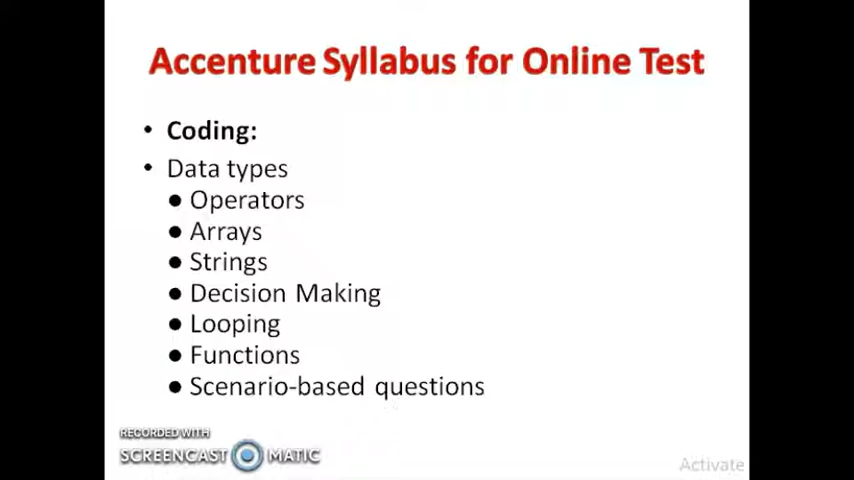 Accenture Syllabus for Online Test
• Coding:
• Data types
● Operators
● Arrays
● Strings
● Decision Making
● Looping
● Functions
● Scenario-based questions
RECORDED WITH
SCREENCAST MATIC
Activate